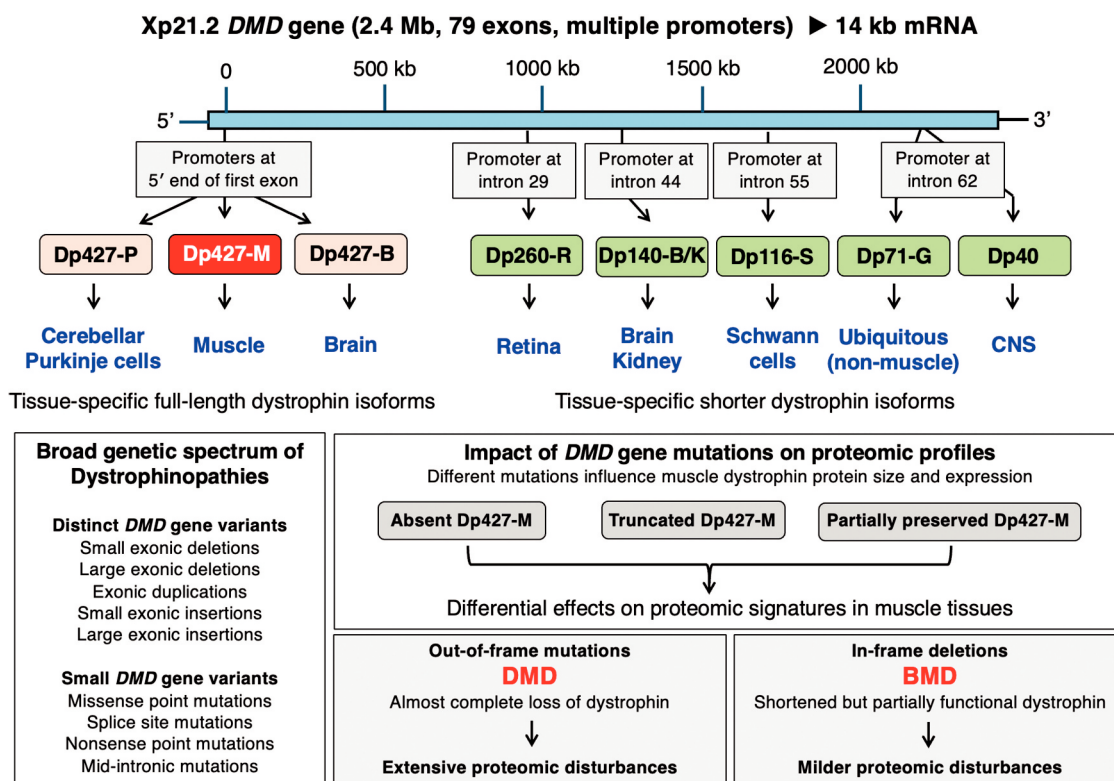 Xp21.2 DMD gene (2.4 Mb, 79 exons, multiple promoters) ▶ 14 kb mRNA
0
500 kb
1000 kb
1500 kb
2000 kb
5’
3’
Promoters at
5′ end of first exon
Promoter at
intron 29
Promoter at
intron 44
Promoter at
intron 55
Promoter at
intron 62
Dp427-P
Dp427-M
Dp427-B
Dp260-R
Dp140-B/K
Dp116-S
Dp71-G
Dp40
Cerebellar
Purkinje cells
Muscle
Brain
Retina
Brain
Kidney
Schwann
cells
Ubiquitous
(non-muscle)
CNS
Tissue-specific full-length dystrophin isoforms
Tissue-specific shorter dystrophin isoforms
Broad genetic spectrum of
Dystrophinopathies
Distinct DMD gene variants
Small exonic deletions
Large exonic deletions
Exonic duplications
Small exonic insertions
Large exonic insertions
Small DMD gene variants
Missense point mutations
Splice site mutations
Nonsense point mutations
Mid-intronic mutations
Impact of DMD gene mutations on proteomic profiles
Different mutations influence muscle dystrophin protein size and expression
Absent Dp427-M
Truncated Dp427-M
Partially preserved Dp427-M
Differential effects on proteomic signatures in muscle tissues
Out-of-frame mutations
DMD
Almost complete loss of dystrophin
Extensive proteomic disturbances
In-frame deletions
BMD
Shortened but partially functional dystrophin
Milder proteomic disturbances